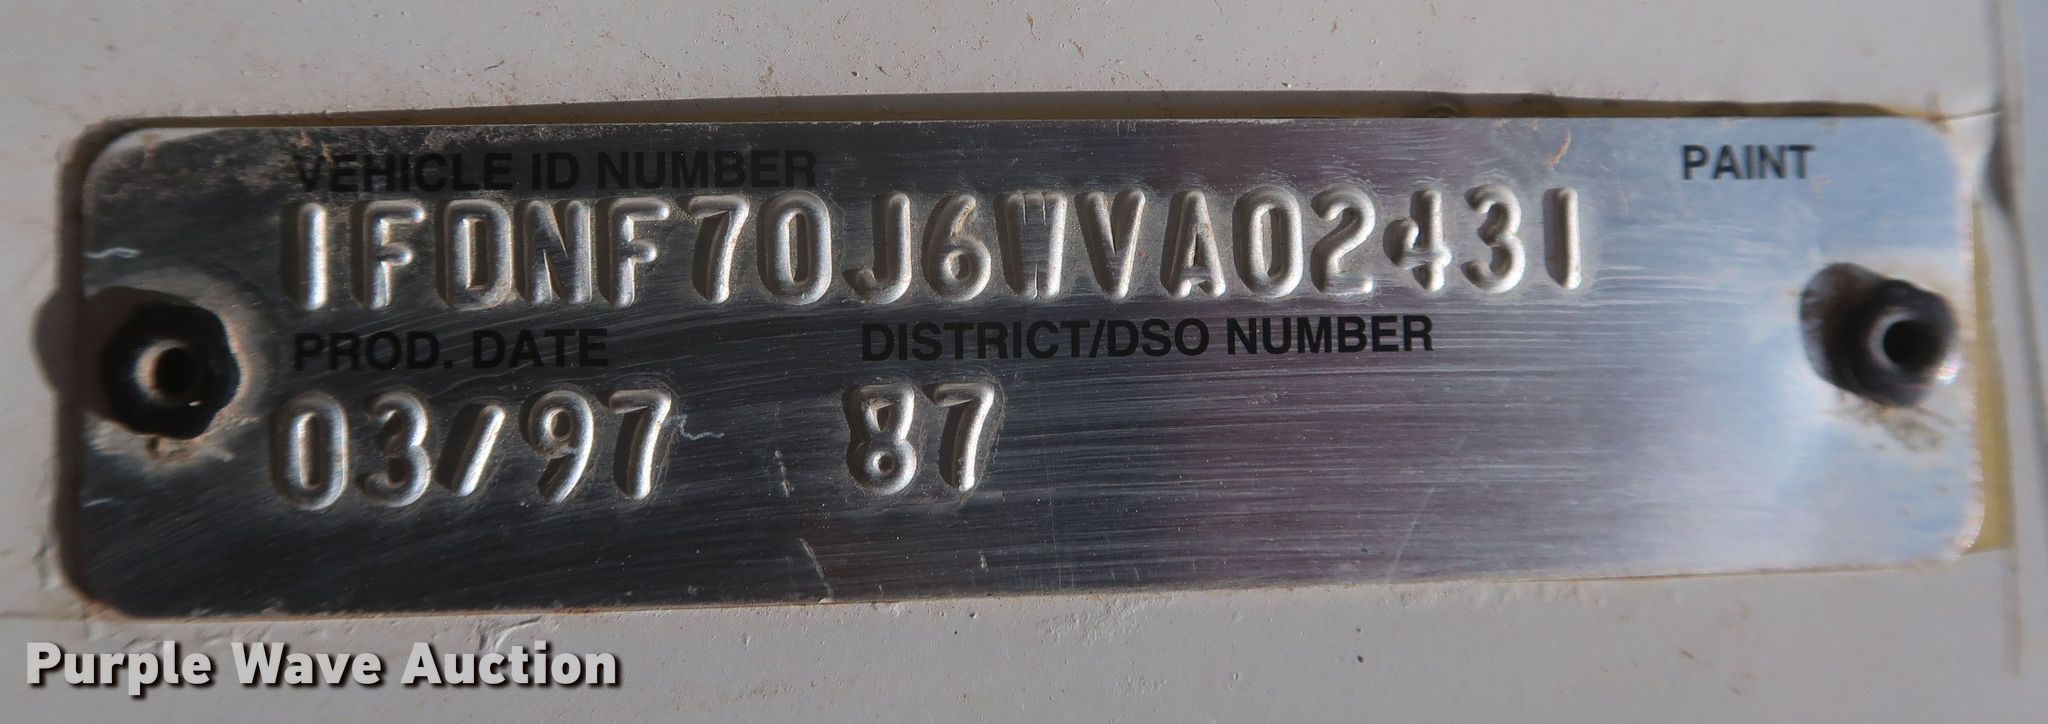 VEHICLE ID NUMBER PAINT
1FDNF70J6WVA02431
PROD. DATE DISTRICT/DSO NUMBER
03/97 87
Purple Wave Auction